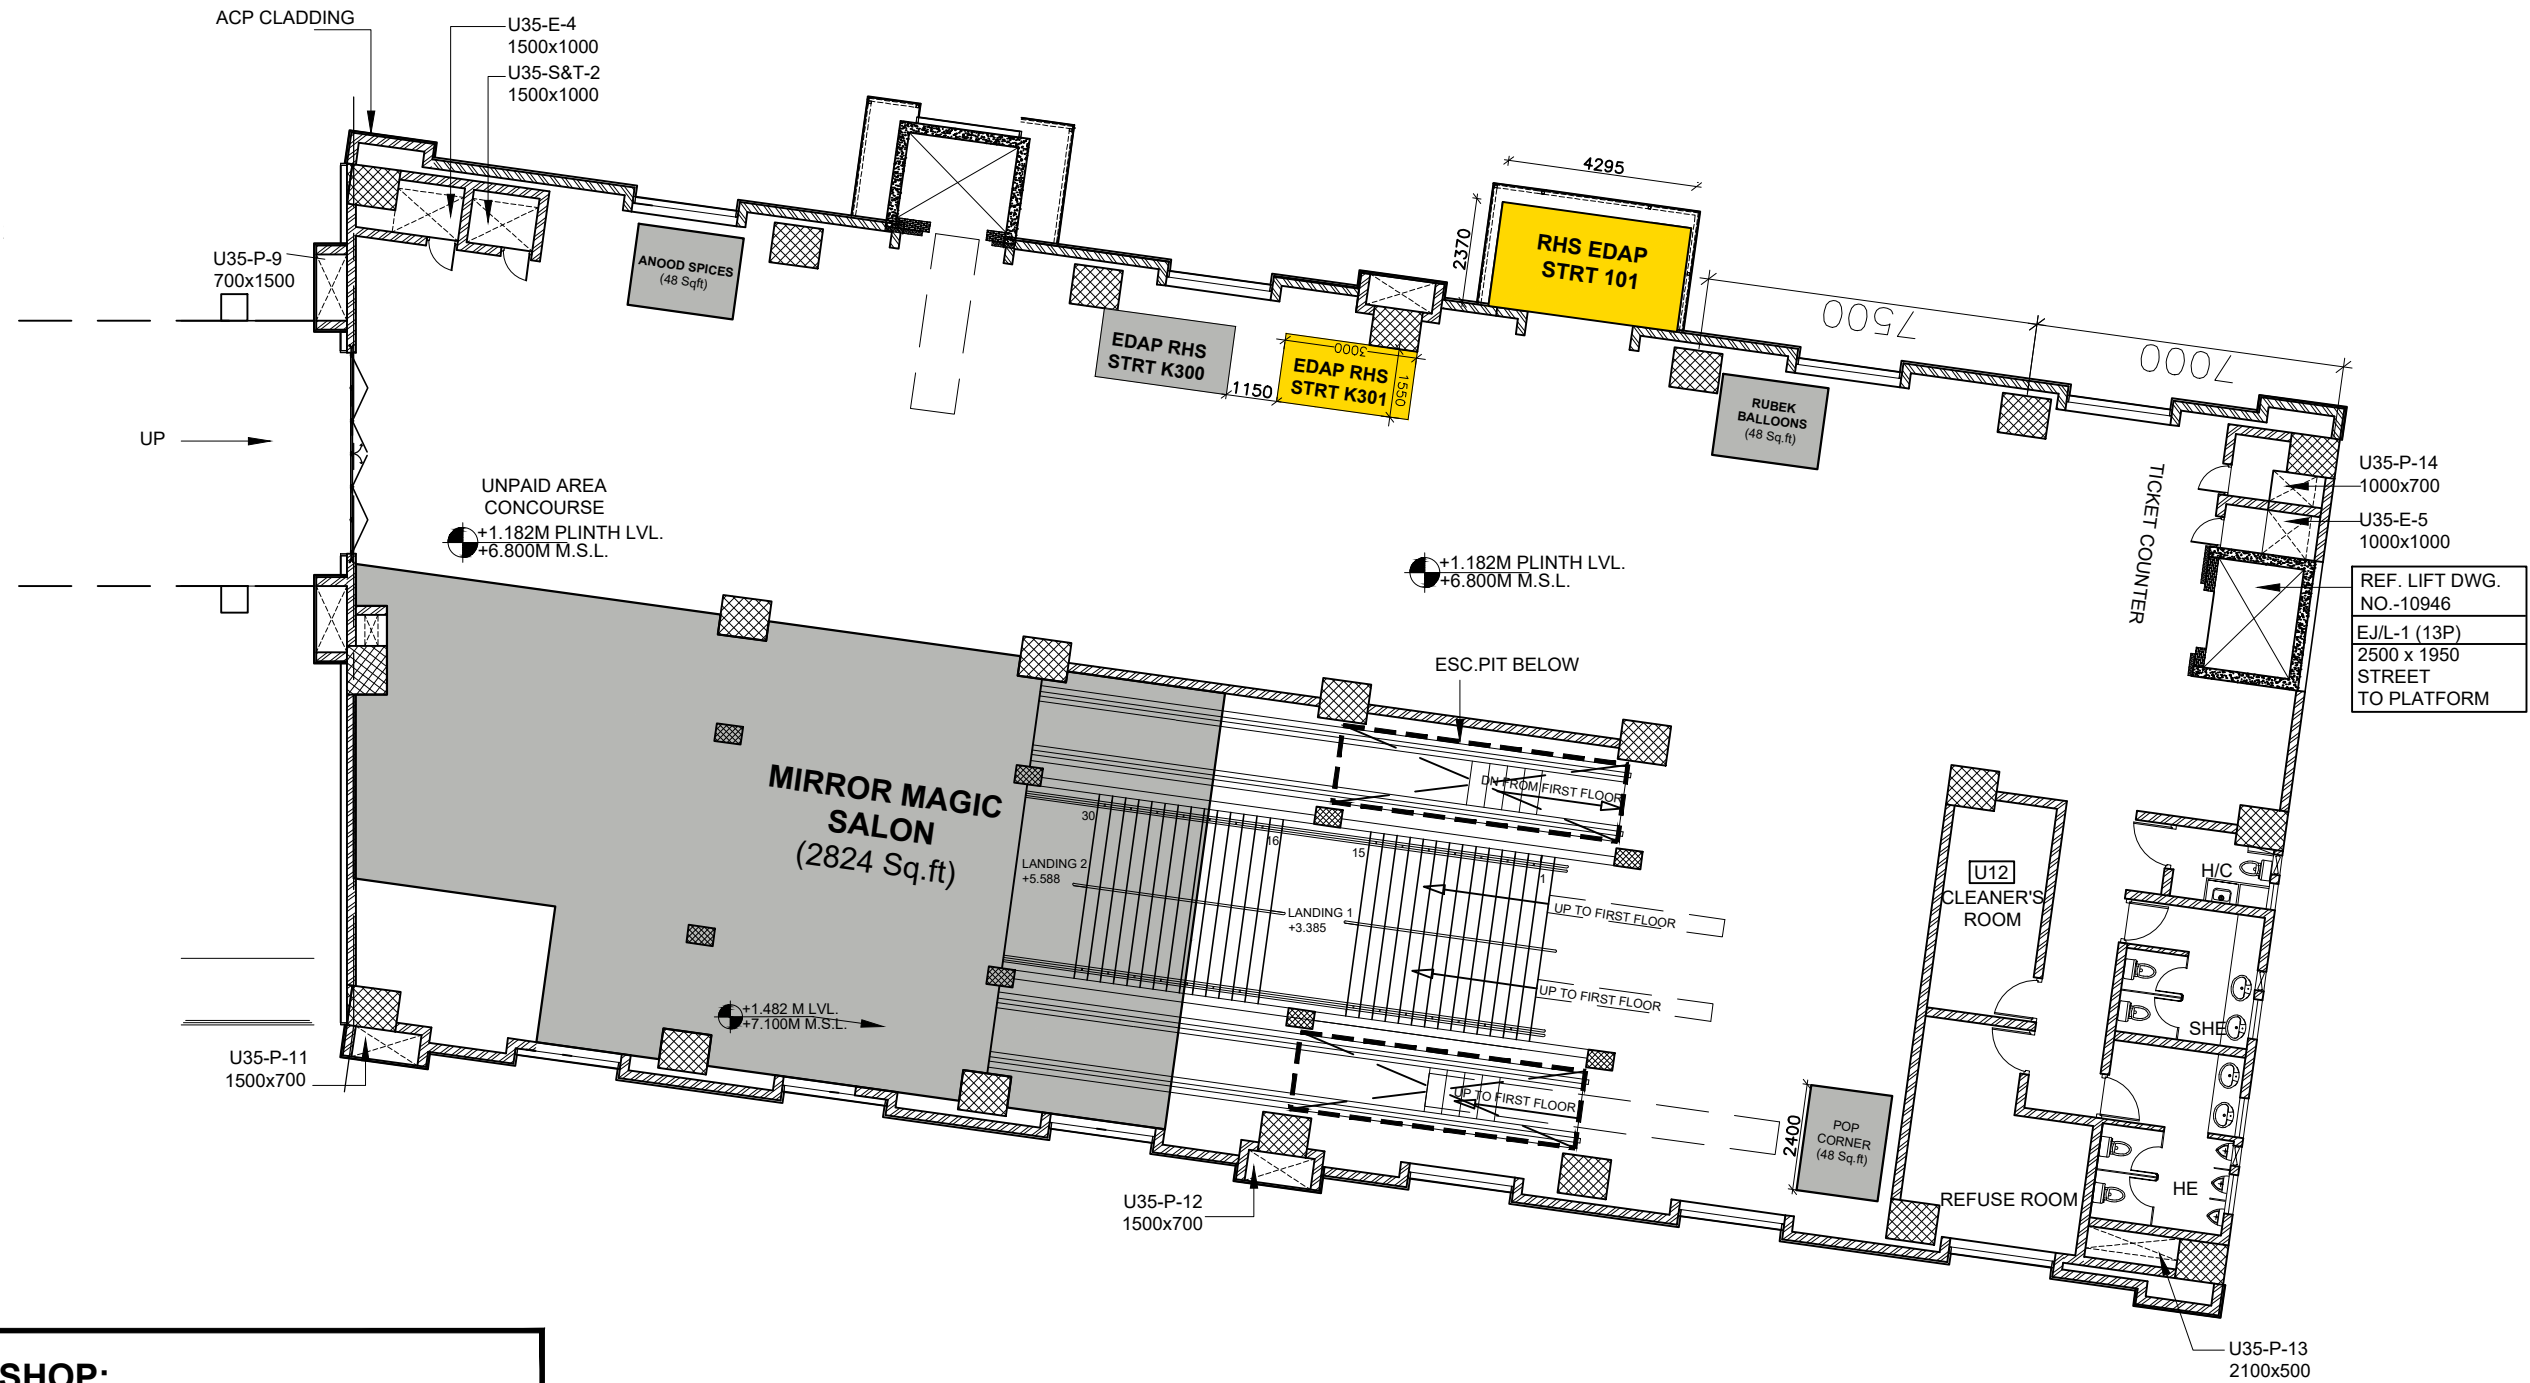 ACP CLADDING
U35-E-4
1500x1000
U35-S&T-2
1500x1000
U35-P-9
700x1500
ANOOD SPICES
(48 Sqft)
4295
2370
RHS EDAP
STRT 101
7500
7000
EDAP RHS
STRT K300
1150
3000
EDAP RHS
STRT K301
1550
RUBEK
BALLOONS
(48 Sq.ft)
UP
UNPAID AREA
CONCOURSE
+1.182M PLINTH LVL.
+6.800M M.S.L.
+1.182M PLINTH LVL.
+6.800M M.S.L.
TICKET COUNTER
U35-P-14
1000x700
U35-E-5
1000x1000
REF. LIFT DWG.
NO.-10946
EJ/L-1 (13P)
2500 x 1950
STREET
TO PLATFORM
ESC.PIT BELOW
MIRROR MAGIC
SALON
(2824 Sq.ft)
DN FROM FIRST FLOOR
30
16
15
1
LANDING 2
+5.588
LANDING 1
+3.385
UP TO FIRST FLOOR
UP TO FIRST FLOOR
U12
CLEANER'S
ROOM
H/C
SHE
+1.482 M LVL.
+7.100M M.S.L.
U35-P-11
1500x700
UP TO FIRST FLOOR
2400
POP
CORNER
(48 Sq.ft)
REFUSE ROOM
HE
U35-P-12
1500x700
U35-P-13
2100x500
SHOP: